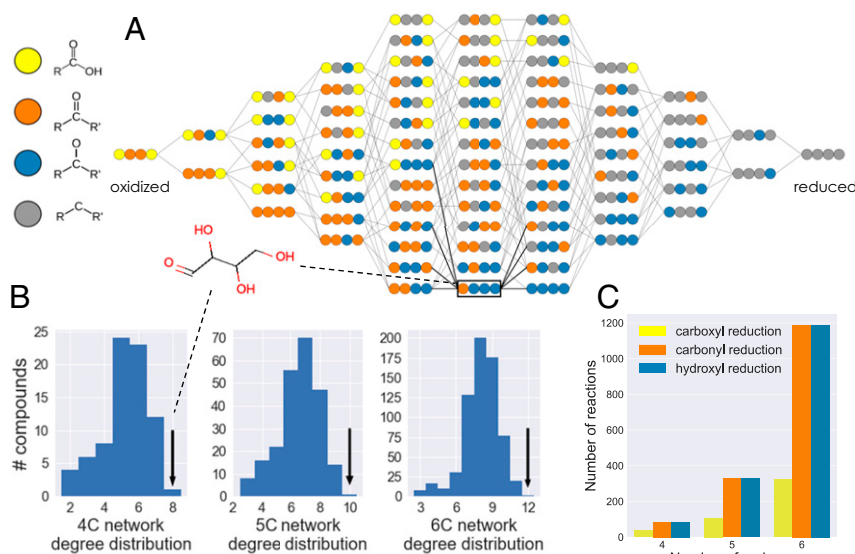 A
O
R
OH
O
R
R'
O
R
R'
R
C
R'
oxidized
reduced
HO
O
OH
OH
B
C
25
20
15
10
5
0
2
4
6
8
4C network
degree distribution
# compounds
70
60
50
40
30
20
10
0
2
4
6
8
10
5C network
degree distribution
200
175
150
125
100
75
50
25
0
3
6
9
12
6C network
degree distribution
1200
1000
800
600
400
200
0
carboxyl reduction
carbonyl reduction
hydroxyl reduction
Number of reactions
4
5
6